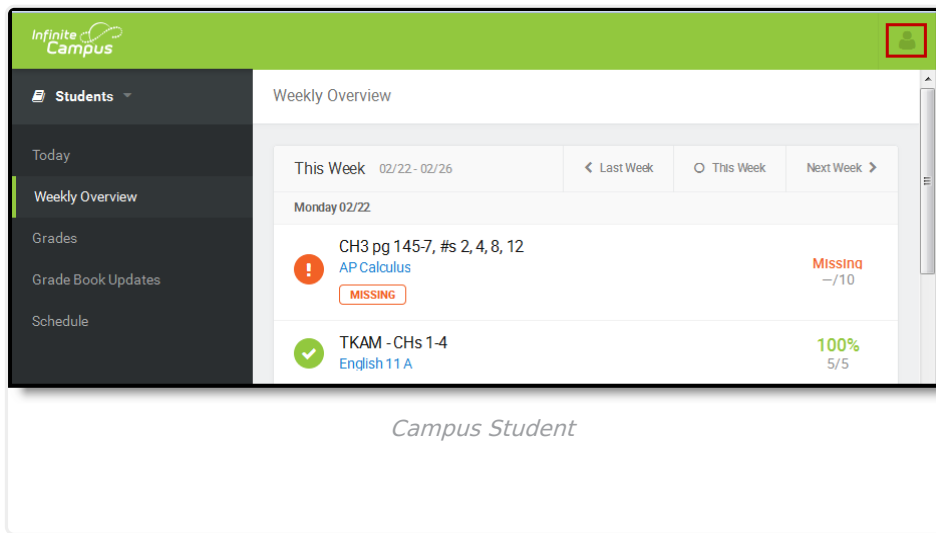 Infinite
Campus
Students
Weekly Overview
Today
Weekly Overview
Grades
Grade Book Updates
Schedule
This Week 02/22 - 02/26
Last Week
This Week
Next Week
Monday 02/22
CH3 pg 145-7, #s 2, 4, 8, 12
AP Calculus
MISSING
Missing
—/10
TKAM - CHs 1-4
English 11 A
100%
5/5
Campus Student